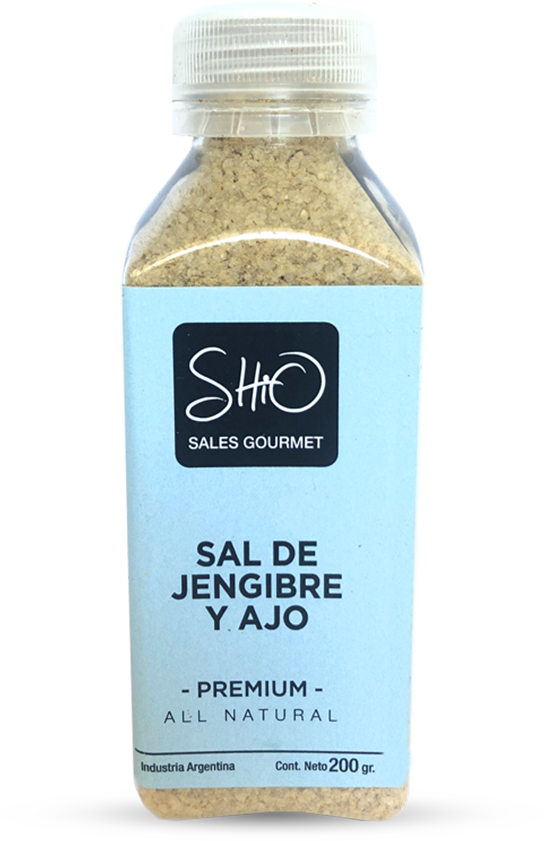 SHiO
SALES GOURMET
SAL DE
JENGIBRE
Y AJO
- PREMIUM -
ALL NATURAL
Industria Argentina Cont. Neto 200 gr.